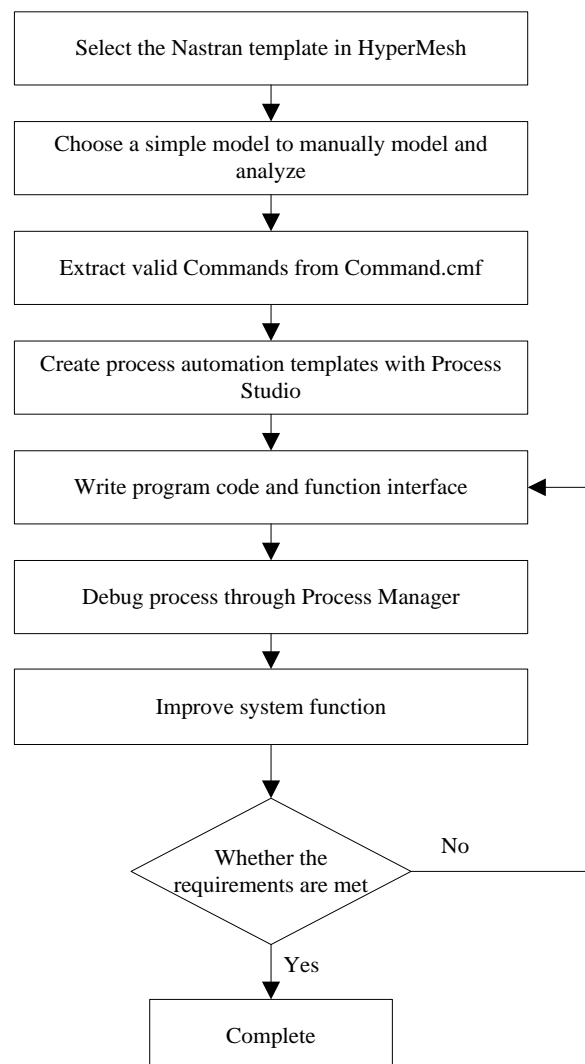 Select the Nastran template in HyperMesh
Choose a simple model to manually model and
analyze
Extract valid Commands from Command.cmf
Create process automation templates with Process
Studio
Write program code and function interface
Debug process through Process Manager
Improve system function
Whether the
requirements are met
No
Yes
Complete